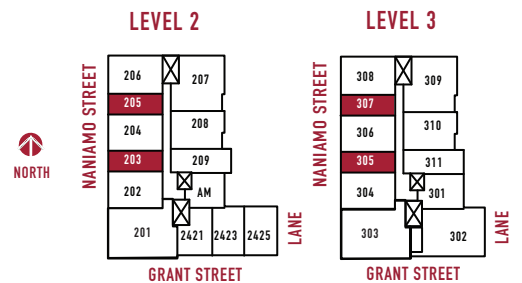 LEVEL 2
LEVEL 3
NORTH
NANIAMO STREET
206
207
205
204
208
203
209
202
AM
201
2421
2423
2425
LANE
GRANT STREET
NANIAMO STREET
308
309
307
306
310
305
311
304
301
303
302
LANE
GRANT STREET